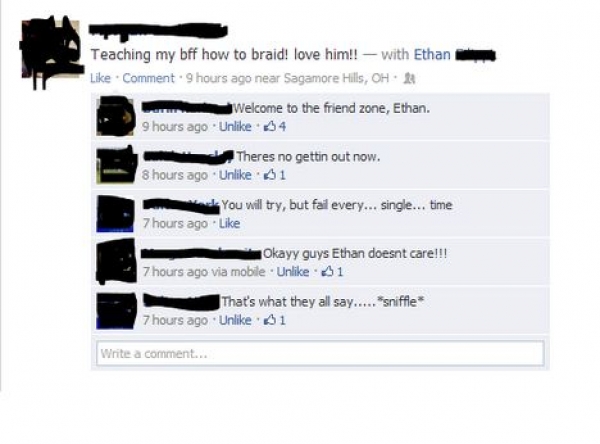 Teaching my bff how to braid! love him!! — with Ethan
Like · Comment · 9 hours ago near Sagamore Hills, OH ·
Welcome to the friend zone, Ethan.
9 hours ago · Unlike · 4
Theres no gettin out now.
8 hours ago · Unlike · 1
You will try, but fail every... single... time
7 hours ago · Like
Okayy guys Ethan doesnt care!!!
7 hours ago via mobile · Unlike · 1
That's what they all say..... *sniffle*
7 hours ago · Unlike · 1
Write a comment...